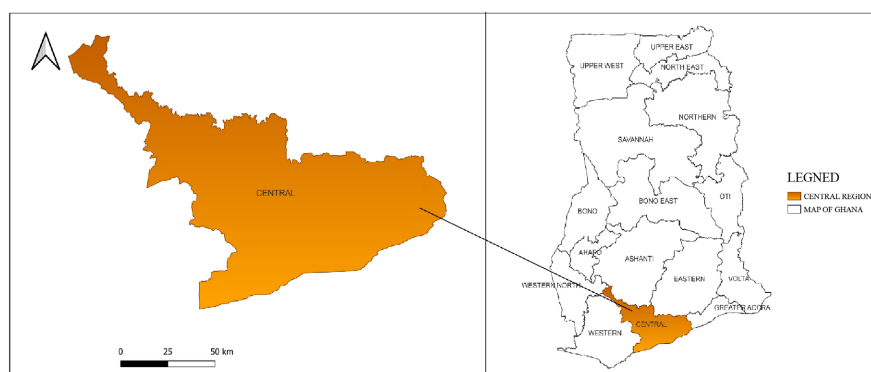 CENTRAL
0 25 50 km
UPPER EAST
UPPER WEST
NORTH EAST
NORTHERN
SAVANNAH
OTI
BONO EAST
BONO
AHAFO
ASHANTI
EASTERN
VOLTA
WESTERN NORTH
GREATER ACCRA
CENTRAL
WESTERN
LEGNED
CENTRAL REGION
MAP OF GHANA